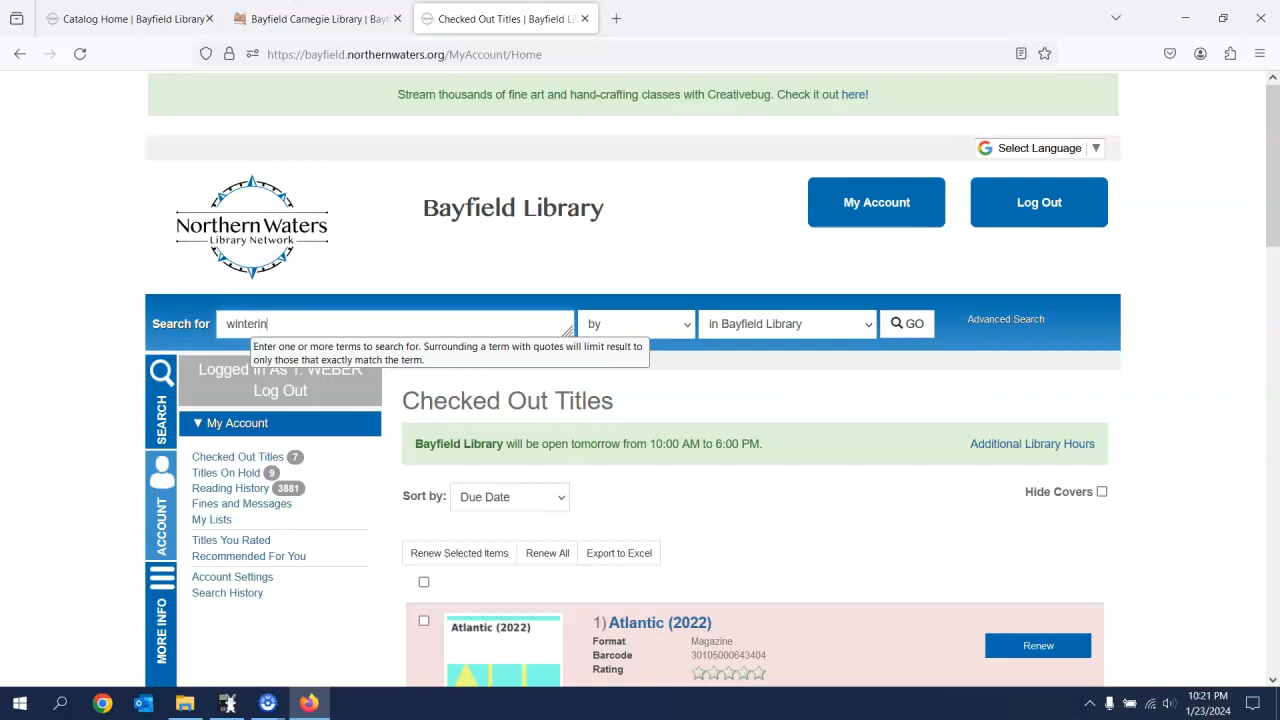 Catalog Home | Bayfield Library
Bayfield Carnegie Library | Bayf
Checked Out Titles | Bayfield L
https://bayfield.northernwaters.org/MyAccount/Home
Stream thousands of fine art and hand-crafting classes with Creativebug. Check it out here!
Select Language
Northern Waters
Library Network
Bayfield Library
My Account
Log Out
Search for
winterin
by
in Bayfield Library
GO
Advanced Search
Enter one or more terms to search for. Surrounding a term with quotes will limit result to
only those that exactly match the term.
Logged In As T. WEBER
Log Out
SEARCH
ACCOUNT
MORE INFO
▼ My Account
Checked Out Titles 7
Titles On Hold 9
Reading History 3881
Fines and Messages
My Lists
Titles You Rated
Recommended For You
Account Settings
Search History
Checked Out Titles
Bayfield Library will be open tomorrow from 10:00 AM to 6:00 PM.
Additional Library Hours
Sort by:
Due Date
Hide Covers
Renew Selected Items
Renew All
Export to Excel
Atlantic (2022)
1) Atlantic (2022)
Format Magazine
Barcode 30105000643404
Rating
Renew
10:21 PM
1/23/2024